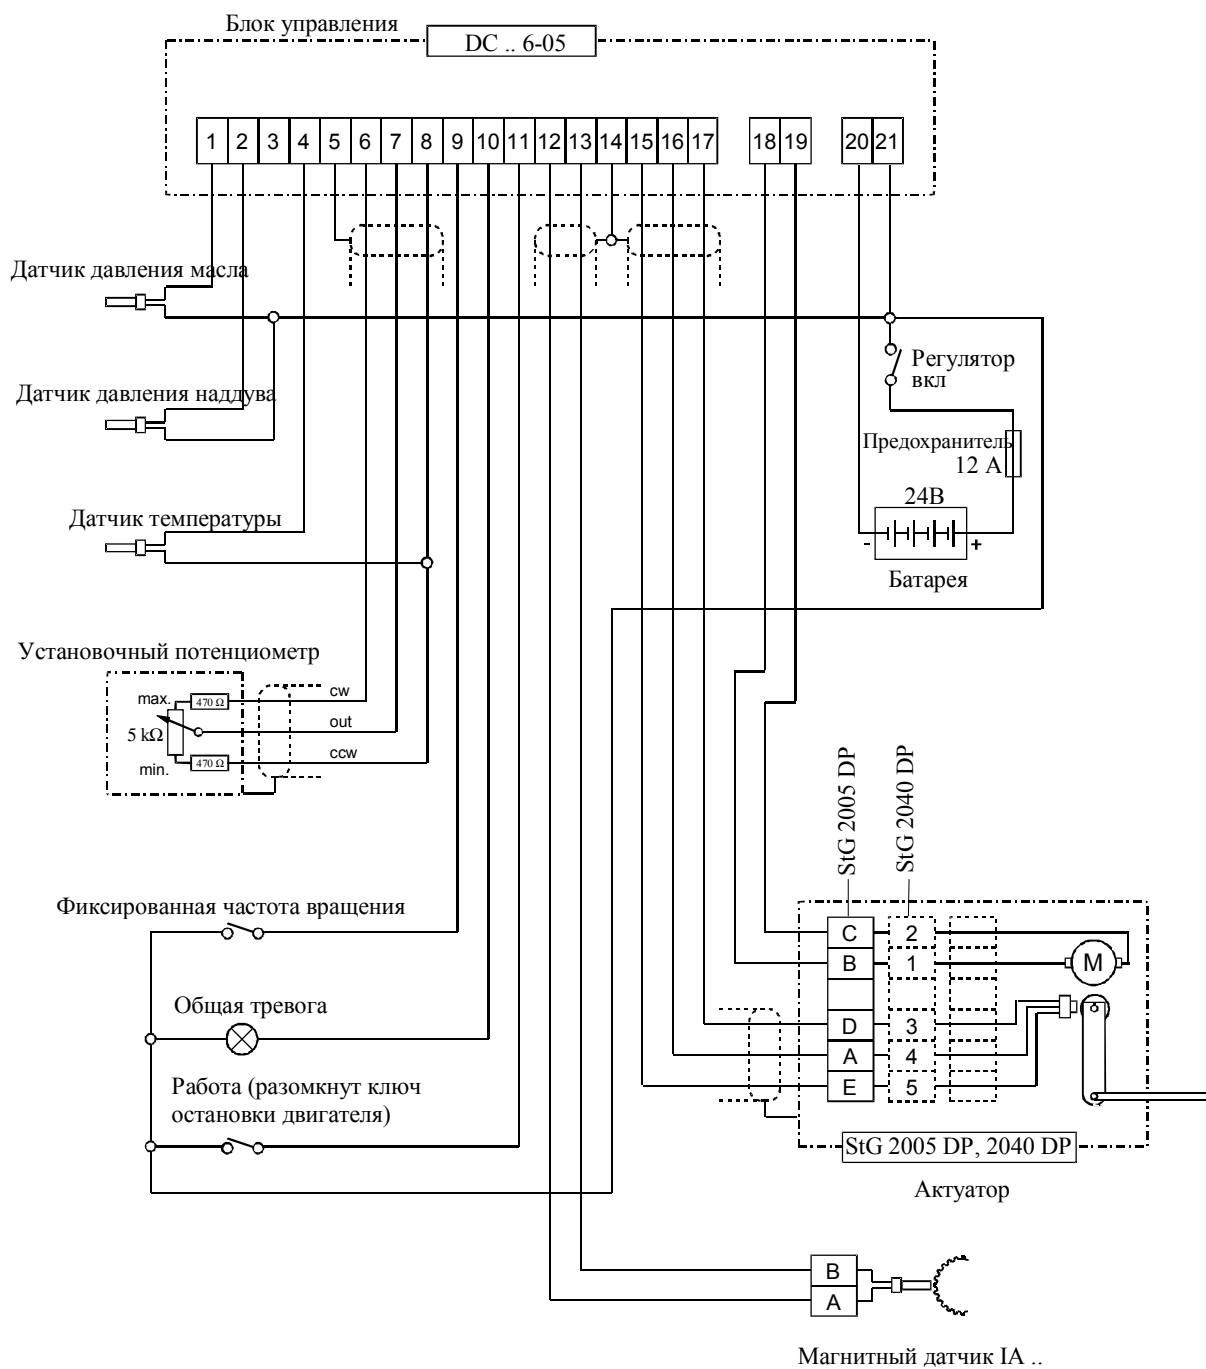 Блок управления
DC .. 6-05
1 2 3 4 5 6 7 8 9 10 11 12 13 14 15 16 17 18 19 20 21
Датчик давления масла
Регулятор
вкл
Датчик давления наддува
Предохранитель
12 А
24В
- +
Батарея
Датчик температуры
Установочный потенциометр
max.
470 Ω
cw
5 kΩ
out
470 Ω
ccw
min.
StG 2005 DP
StG 2040 DP
Фиксированная частота вращения
C 2
B 1
M
Общая тревога
D 3
A 4
E 5
Работа (разомкнут ключ
остановки двигателя)
StG 2005 DP, 2040 DP
Актуатор
B
A
Магнитный датчик IA ..